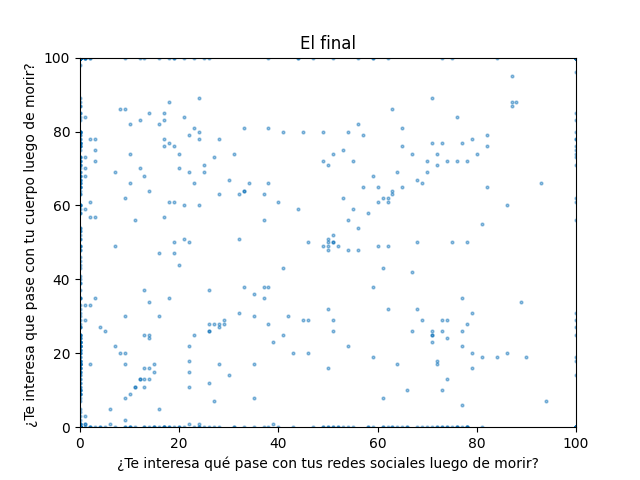 El final
¿Te interesa que pase con tu cuerpo luego de morir?
100
80
60
40
20
0
0 20 40 60 80 100
¿Te interesa qué pase con tus redes sociales luego de morir?